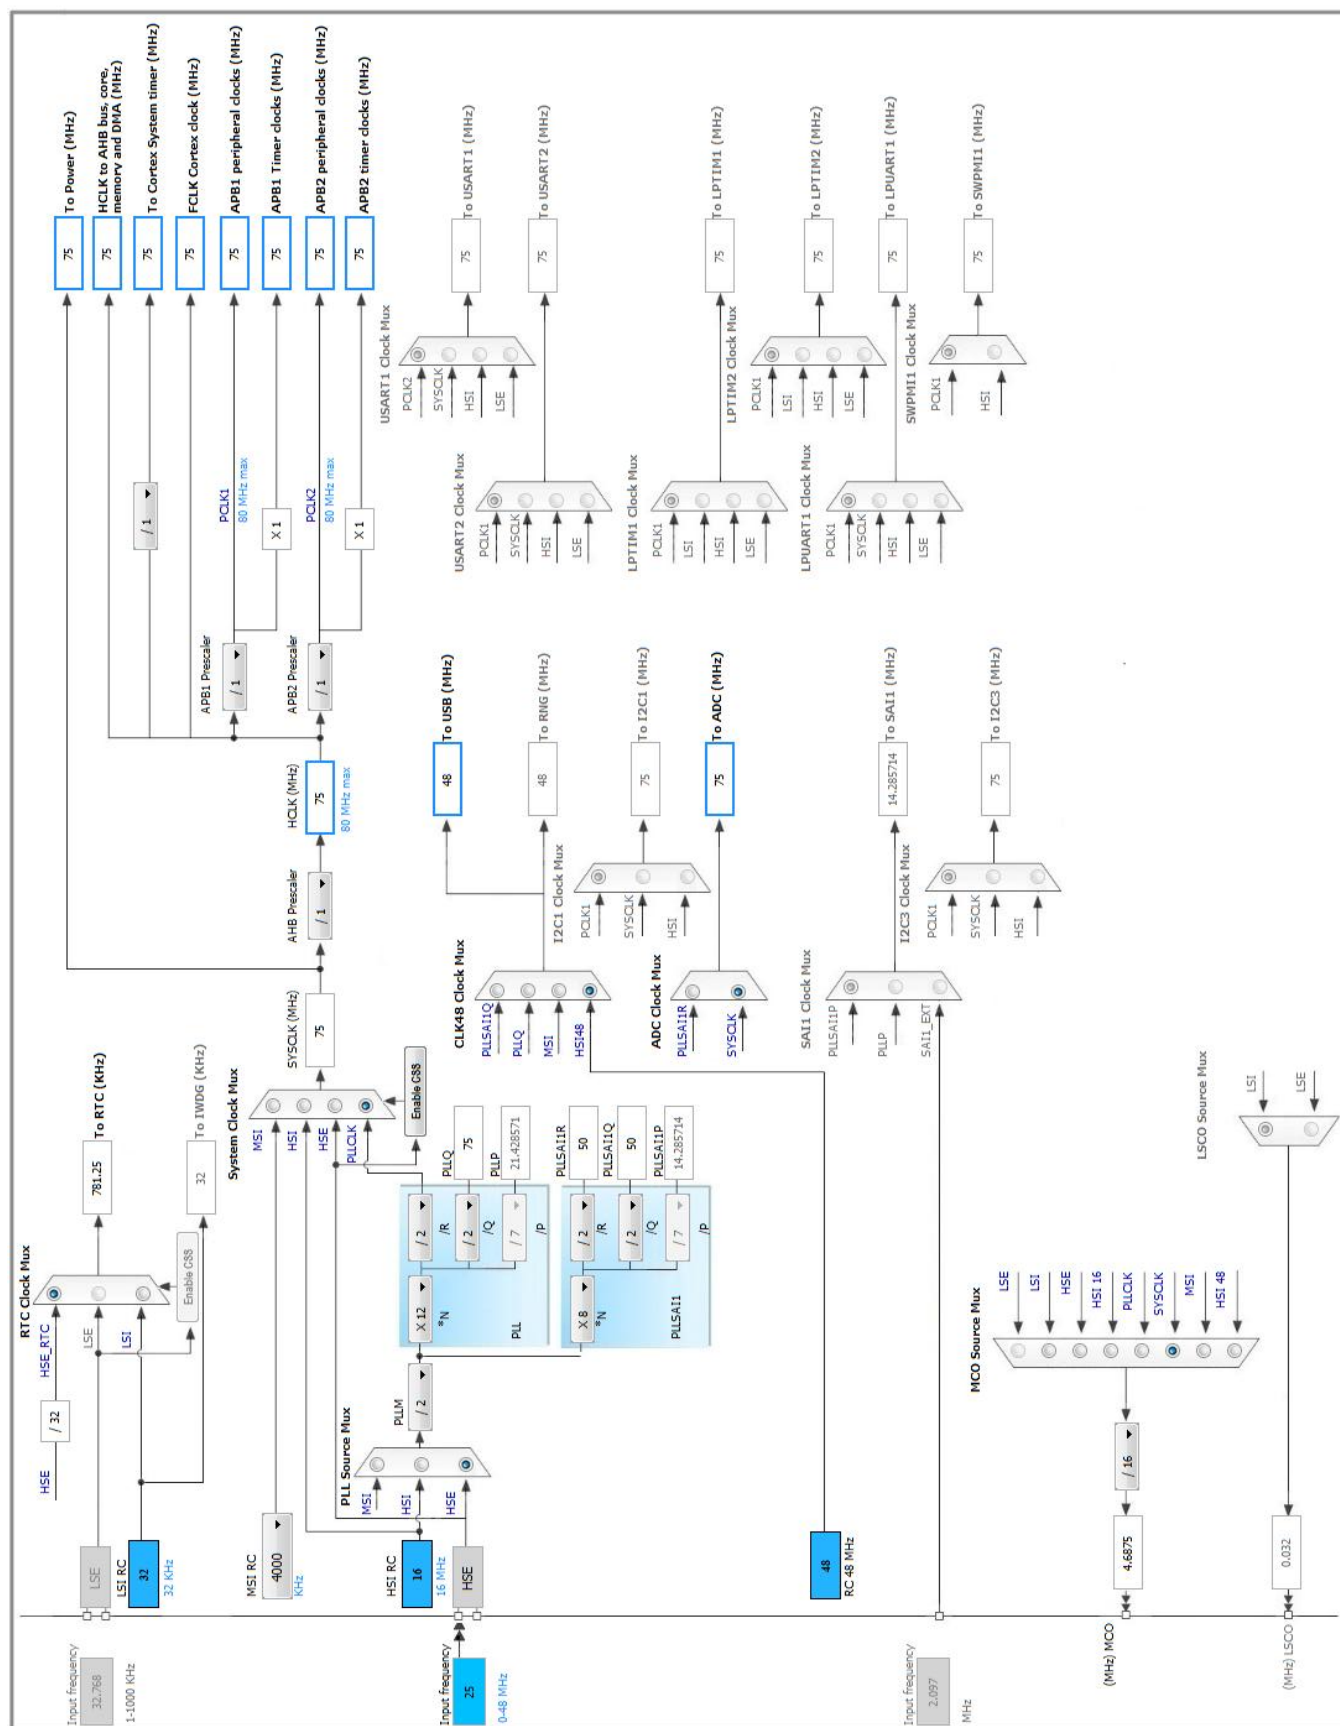 Input frequency
32.768
1-1000 KHz
LSE
LSI RC
32
32 KHz
HSE
/ 32
HSE_RTC
LSE
LSI
RTC Clock Mux
Enable CSS
781.25
To RTC (KHz)
32
To IWDG (KHz)
Input frequency
25
0-48 MHz
MSI RC
4000
KHz
HSI RC
16
16 MHz
HSE
PLL Source Mux
MSI
HSI
HSE
PLLM
/ 2
X 12
*N
PLL
/ 2
/R
/ 2
/Q
/ 7
/P
PLLQ
75
PLLP
21.428571
X 8
*N
PLLSAI1
/ 2
/R
/ 2
/Q
/ 7
/P
PLLSAI1R
50
PLLSAI1Q
50
PLLSAI1P
14.285714
System Clock Mux
MSI
HSI
HSE
PLLCLK
Enable CSS
SYSCLK (MHz)
75
AHB Prescaler
/ 1
HCLK (MHz)
75
80 MHz max
APB1 Prescaler
/ 1
APB2 Prescaler
/ 1
/ 1
PCLK1
80 MHz max
X 1
PCLK2
80 MHz max
X 1
75
To Power (MHz)
75
HCLK to AHB bus, core,
memory and DMA (MHz)
75
To Cortex System timer (MHz)
75
FCLK Cortex clock (MHz)
75
APB1 peripheral clocks (MHz)
75
APB1 Timer clocks (MHz)
75
APB2 peripheral clocks (MHz)
75
APB2 timer clocks (MHz)
48
RC 48 MHz
CLK48 Clock Mux
PLLSAI1Q
PLLQ
MSI
HSI48
48
To USB (MHz)
48
To RNG (MHz)
I2C1 Clock Mux
PCLK1
SYSCLK
HSI
75
To I2C1 (MHz)
ADC Clock Mux
PLLSAI1R
SYSCLK
75
To ADC (MHz)
SAI1 Clock Mux
PLLSAI1P
PLLP
SAI1_EXT
14.285714
To SAI1 (MHz)
I2C3 Clock Mux
PCLK1
SYSCLK
HSI
75
To I2C3 (MHz)
USART1 Clock Mux
PCLK2
SYSCLK
HSI
LSE
75
To USART1 (MHz)
USART2 Clock Mux
PCLK1
SYSCLK
HSI
LSE
75
To USART2 (MHz)
LPTIM1 Clock Mux
PCLK1
LSI
HSI
LSE
75
To LPTIM1 (MHz)
LPTIM2 Clock Mux
PCLK1
LSI
HSI
LSE
75
To LPTIM2 (MHz)
LPUART1 Clock Mux
PCLK1
SYSCLK
HSI
LSE
75
To LPUART1 (MHz)
SWPMI1 Clock Mux
PCLK1
HSI
75
To SWPMI1 (MHz)
Input frequency
2.097
MHz
(MHz) MCO
4.6875
/ 16
MCO Source Mux
LSE
LSI
HSE
HSI 16
PLLCLK
SYSCLK
MSI
HSI 48
(MHz) LSCO
0.032
LSCO Source Mux
LSI
LSE